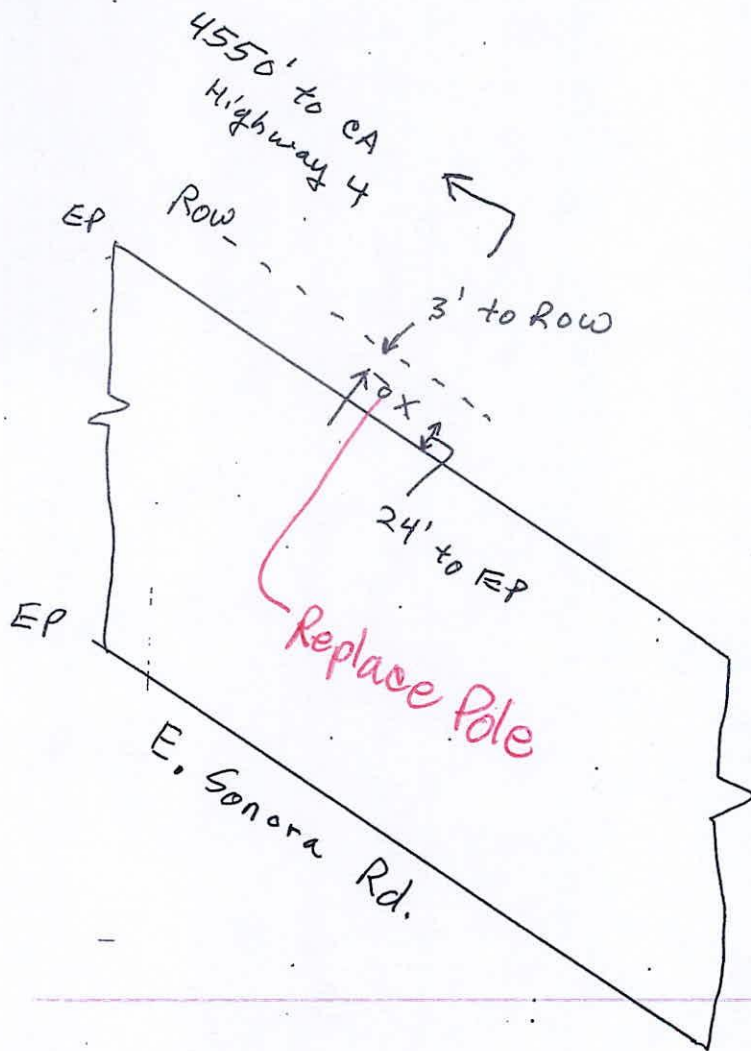 4550' to CA
Highway 4
EP
ROW
3' to ROW
X
24' to EP
Replace Pole
EP
E. Sonora Rd.